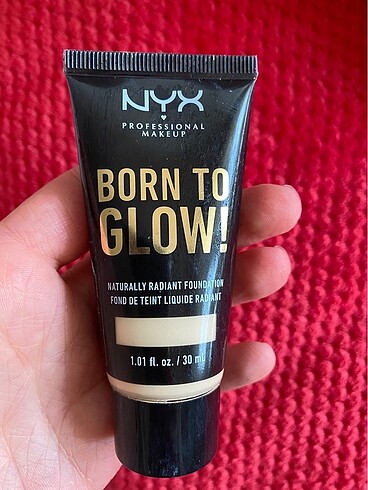 NYX
PROFESSIONAL
MAKEUP
BORN TO
GLOW!
NATURALLY RADIANT FOUNDATION
FOND DE TEINT LIQUIDE RADIANT
1.01 fl. oz. / 30 mL